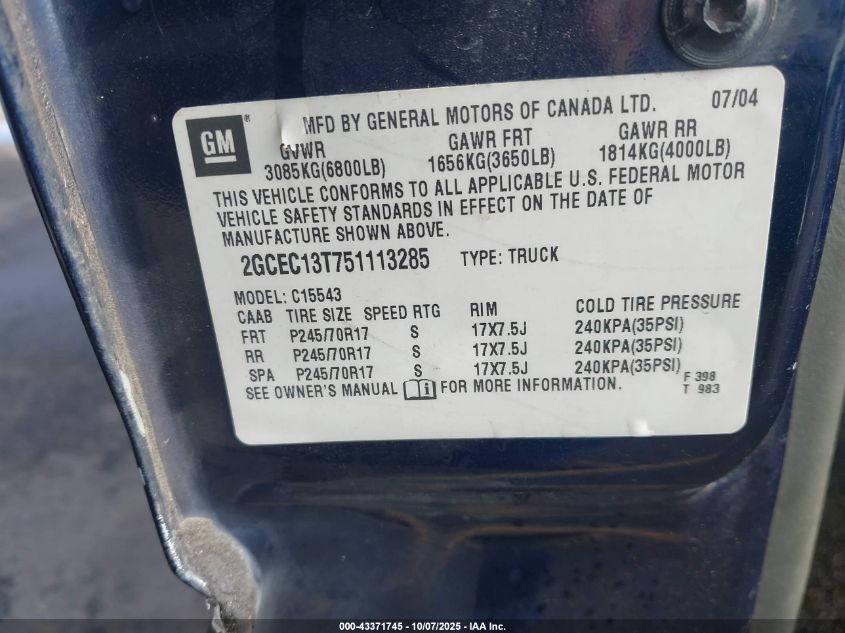 GM
MFD BY GENERAL MOTORS OF CANADA LTD. 07/04
GVWR GAWR FRT GAWR RR
3085KG(6800LB) 1656KG(3650LB) 1814KG(4000LB)
THIS VEHICLE CONFORMS TO ALL APPLICABLE U.S. FEDERAL MOTOR
VEHICLE SAFETY STANDARDS IN EFFECT ON THE DATE OF
MANUFACTURE SHOWN ABOVE.
2GCEC13T751113285 TYPE: TRUCK
MODEL: C15543
CAAB TIRE SIZE SPEED RTG RIM COLD TIRE PRESSURE
FRT P245/70R17 S 17X7.5J 240KPA(35PSI)
RR P245/70R17 S 17X7.5J 240KPA(35PSI)
SPA P245/70R17 S 17X7.5J 240KPA(35PSI)
SEE OWNER'S MANUAL FOR MORE INFORMATION.
F 398
T 983
000-43371745 - 10/07/2025 - IAA Inc.